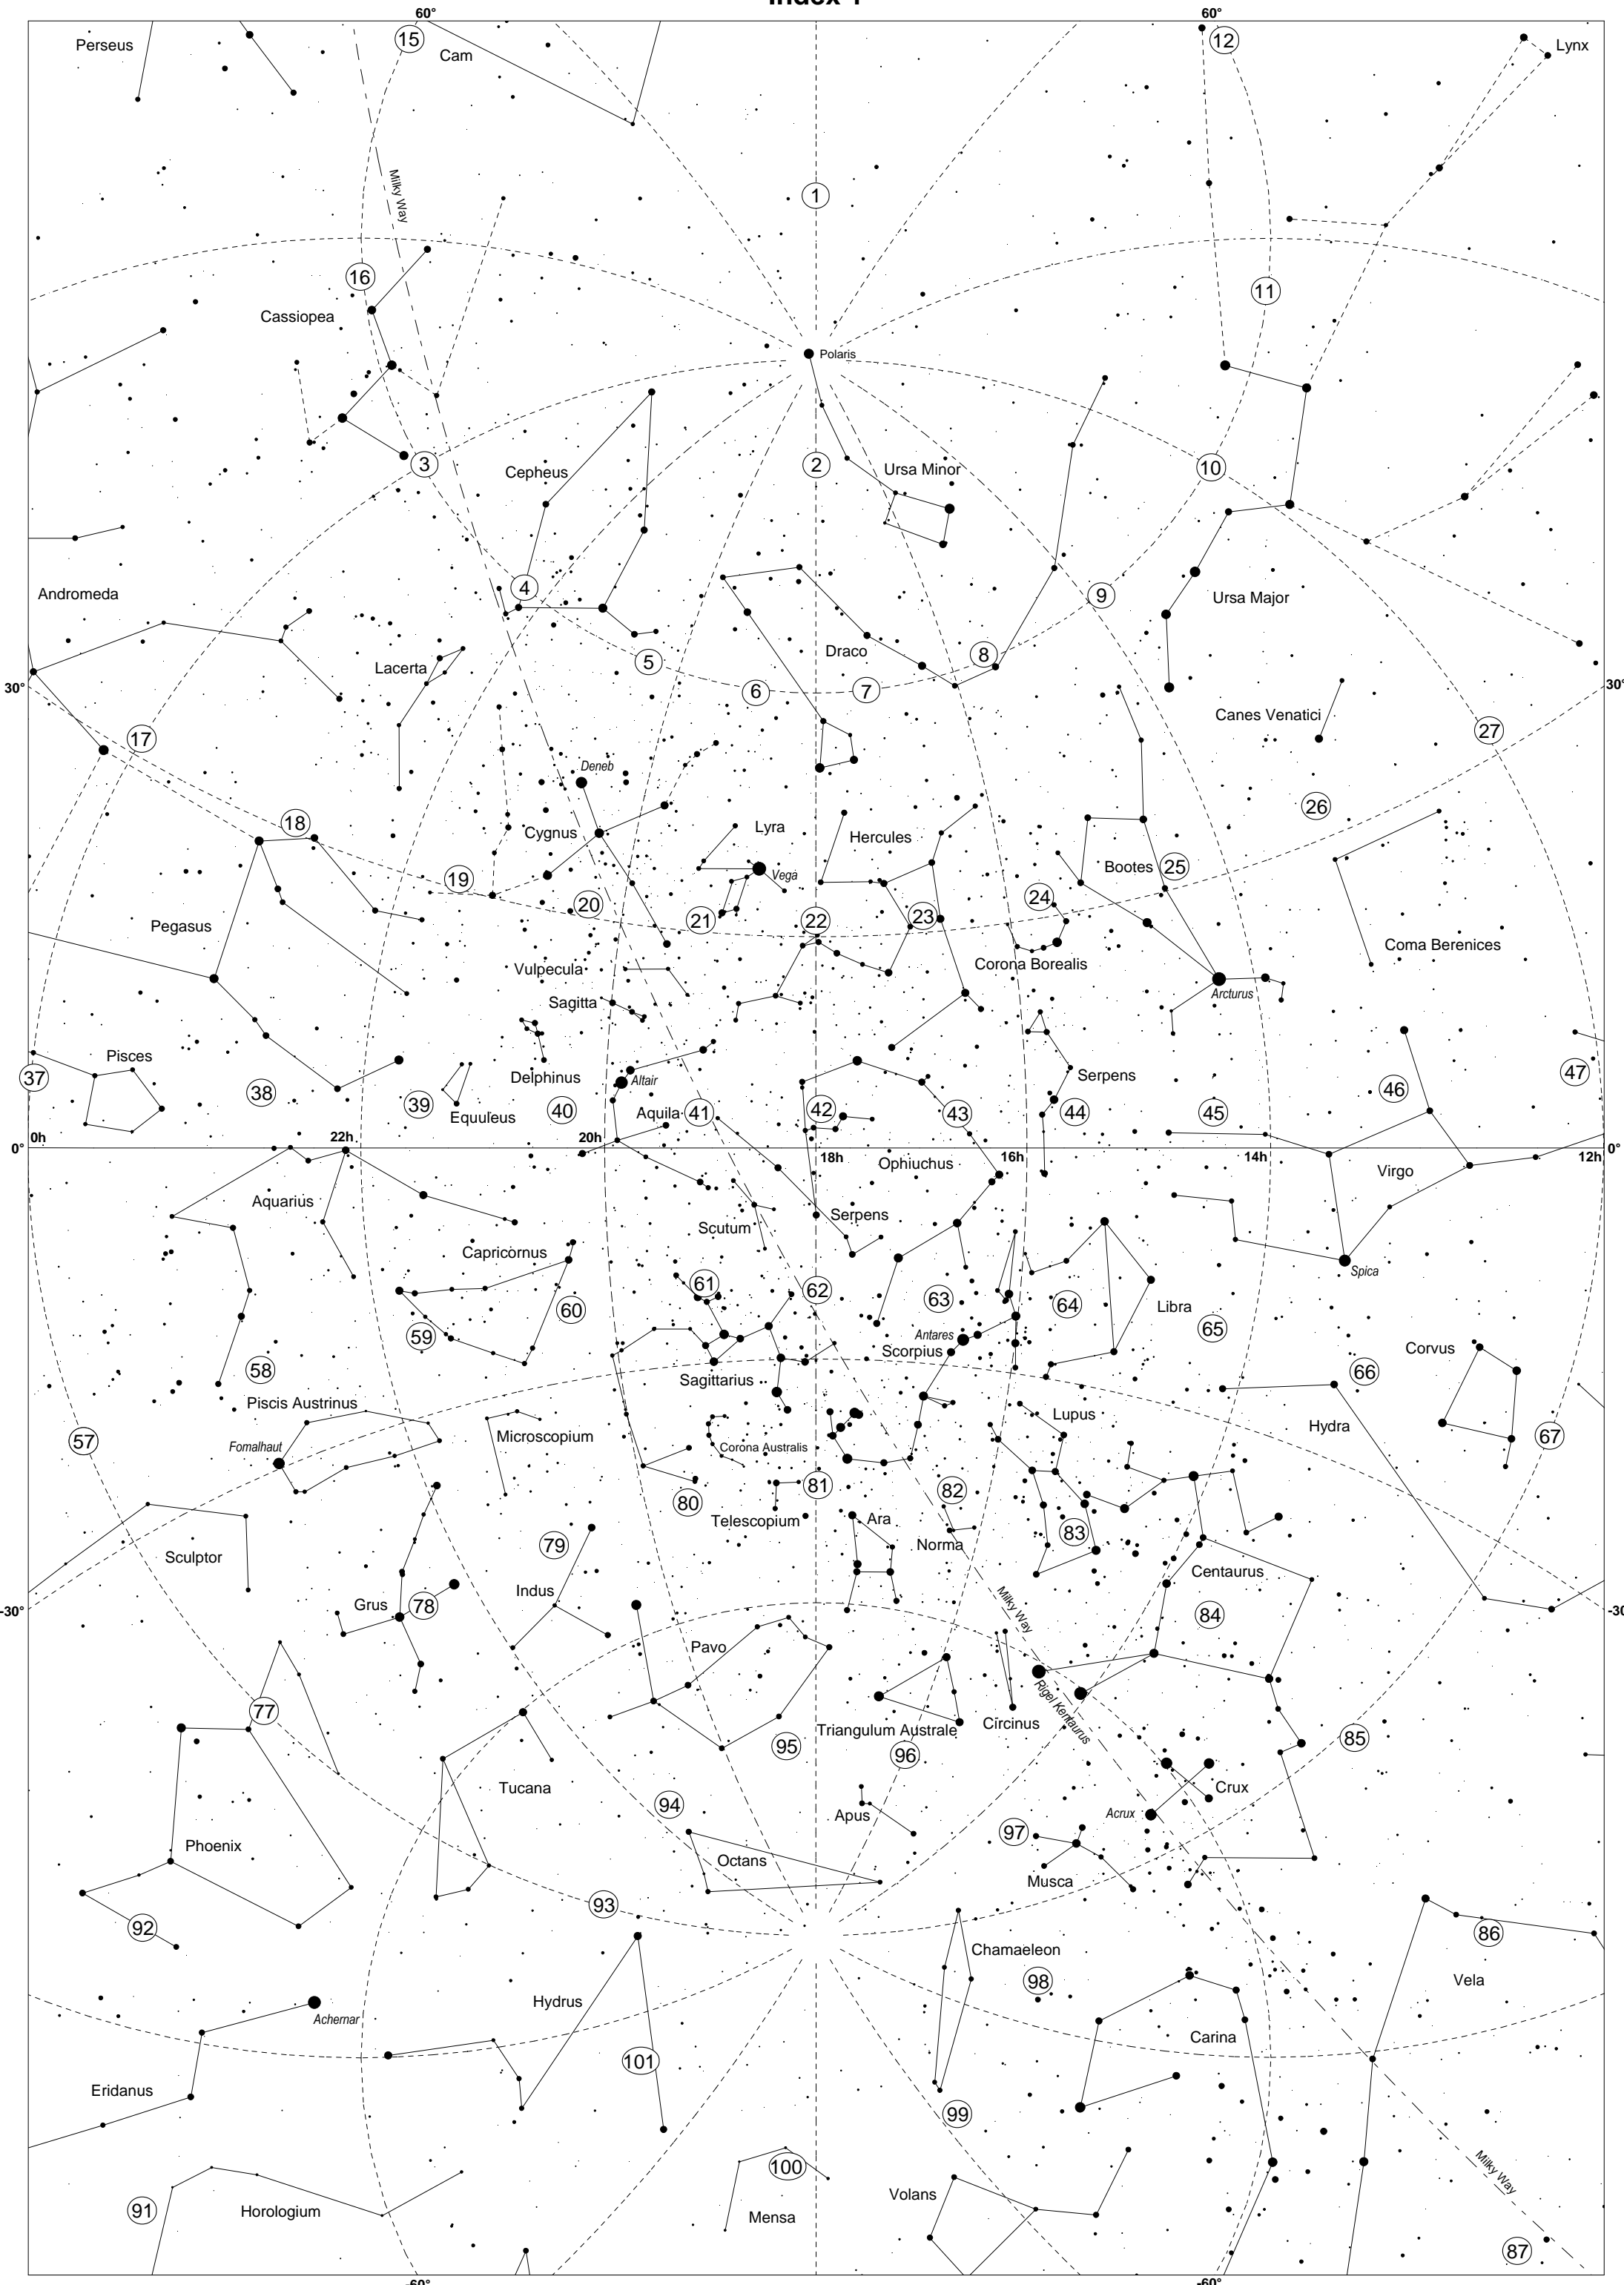 60° 60°
Perseus 15 Cam 12 Lynx
Milky Way
1
16 11
Cassiopea
Polaris
3 Cepheus 2 Ursa Minor 10
4 9
Andromeda Ursa Major
Lacerta 5 Draco 8
30° 6 7 30°
17 Canes Venatici 27
Deneb
18 Cygnus Lyra Hercules 26
19 Vega Bootes 25
20 21 22 23 24
Pegasus Coma Berenices
Vulpecula Corona Borealis
Sagitta Arcturus
Pisces
37 38 Delphinus Altair Serpens 46 47
39 Equuleus 40 Aquila 41 42 43 44 45
0° 0h 22h 20h 18h 16h 14h 12h 0°
Ophiuchus Virgo
Aquarius Scutum Serpens
Capricornus Spica
61 62 63 64 Libra
60 59 65
58 Antares Scorpius Corvus
Sagittarius 66
Piscis Austrinus Lupus Hydra
57 Fomalhaut Microscopium Corona Australis 67
80 81 82
Telescopium Ara 83
79 Norma
Sculptor Centaurus
-30° Grus 78 Indus Milky Way 84 -30
Pavo
77 Rigel Kentaurus
Triangulum Australe Circinus
95 96 85
Tucana Crux
94 Apus Acrux
97
Phoenix Octans Musca
93
92 86
Chamaeleon
98 Vela
Hydrus
Achernar Carina
101
Eridanus
99
100 Milky Way
91 Horologium Volans
Mensa
87
-60° -60°